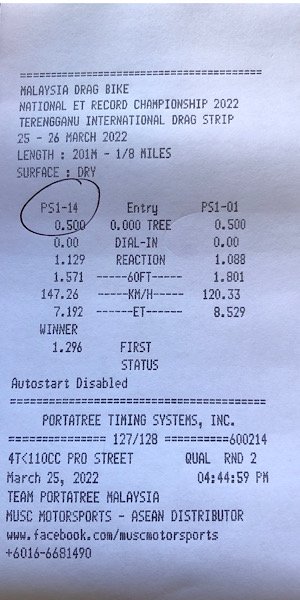 ==========================================
MALAYSIA DRAG BIKE
NATIONAL ET RECORD CHAMPIONSHIP 2022
TERENGGANU INTERNATIONAL DRAG STRIP
25 - 26 MARCH 2022
LENGTH : 201M - 1/8 MILES
SURFACE : DRY
PS1-14 Entry PS1-01
0.500 0.000 TREE 0.500
0.00 DIAL-IN 0.00
1.129 REACTION 1.088
1.571 ------60FT------ 1.801
147.26 ------KM/H------ 120.33
7.192 -------ET------- 8.529
WINNER
1.296 FIRST
STATUS
Autostart Disabled
==========================================
PORTATREE TIMING SYSTEMS, INC.
================ 127/128 ==========600214
4T<110CC PRO STREET QUAL RND 2
March 25, 2022 04:44:59 PM
TEAM PORTATREE MALAYSIA
MUSC MOTORSPORTS - ASEAN DISTRIBUTOR
www.facebook.com/muscmotorsports
+6016-6681490